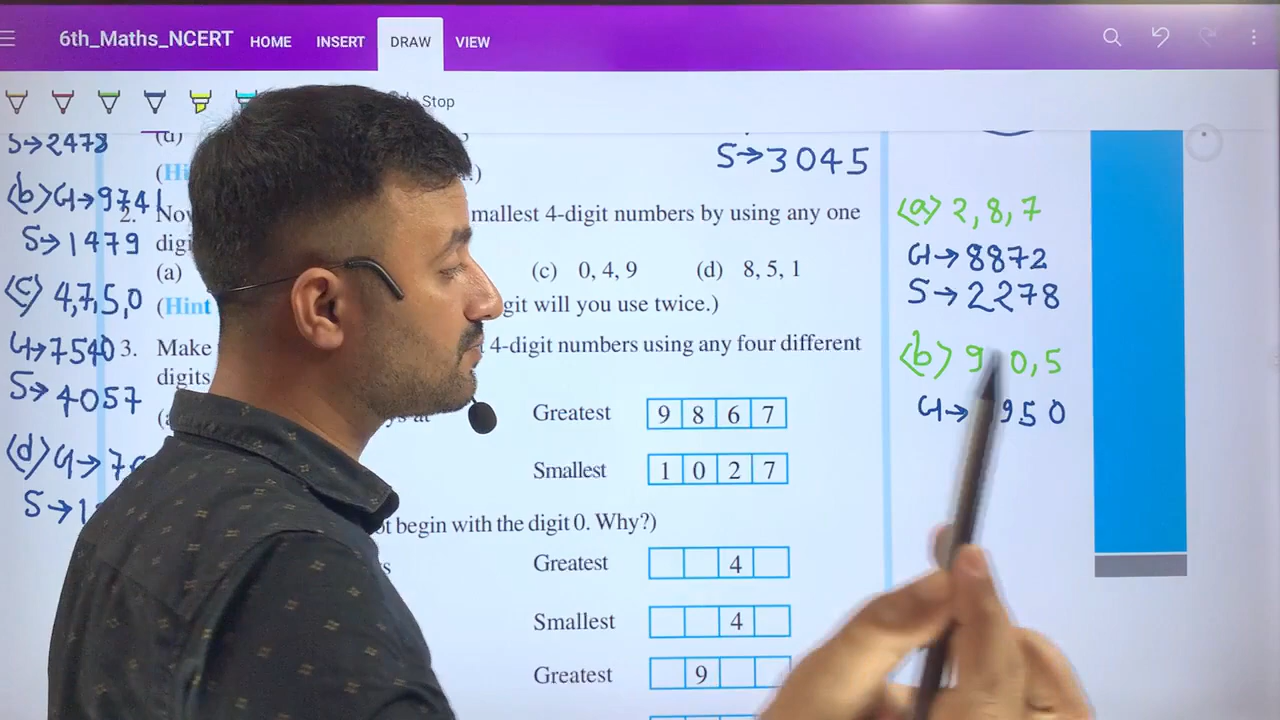 6th_Maths_NCERT HOME INSERT DRAW VIEW
Stop
S→2478
(d)
S→3045
(b) G→9741
S→1479
2. Now
mallest 4-digit numbers by using any one
digi
(a)
(c) 0, 4, 9 (d) 8, 5, 1
(Hint
git will you use twice.)
(c) 4,7,5,0
G→7540
S→4057
3. Make
4-digit numbers using any four different
digits
Greatest 9 8 6 7
Smallest 1 0 2 7
(d) G→7
S→1
ot begin with the digit 0. Why?)
Greatest 4
Smallest 4
Greatest 9
(a) 2,8,7
G→8872
S→2278
(b) 9 0,5
G→ 950